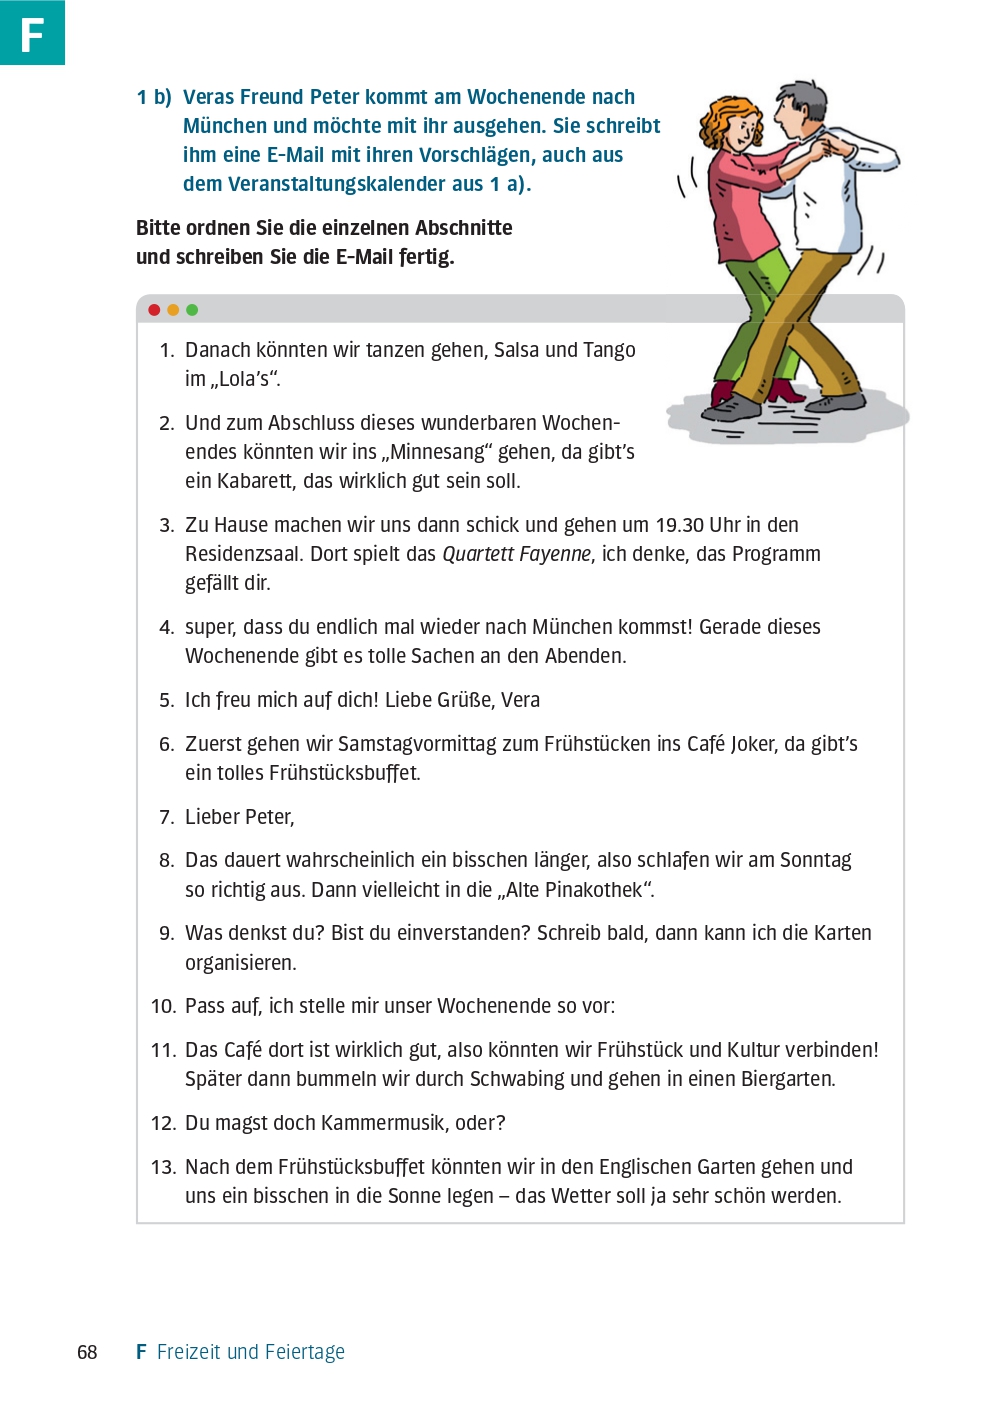 F
1 b) Veras Freund Peter kommt am Wochenende nach
München und möchte mit ihr ausgehen. Sie schreibt
ihm eine E-Mail mit ihren Vorschlägen, auch aus
dem Veranstaltungskalender aus 1 a).
Bitte ordnen Sie die einzelnen Abschnitte
und schreiben Sie die E-Mail fertig.
1. Danach könnten wir tanzen gehen, Salsa und Tango
im „Lola’s“.
2. Und zum Abschluss dieses wunderbaren Wochen-
endes könnten wir ins „Minnesang“ gehen, da gibt’s
ein Kabarett, das wirklich gut sein soll.
3. Zu Hause machen wir uns dann schick und gehen um 19.30 Uhr in den
Residenzsaal. Dort spielt das Quartett Fayenne, ich denke, das Programm
gefällt dir.
4. super, dass du endlich mal wieder nach München kommst! Gerade dieses
Wochenende gibt es tolle Sachen an den Abenden.
5. Ich freu mich auf dich! Liebe Grüße, Vera
6. Zuerst gehen wir Samstagvormittag zum Frühstücken ins Café Joker, da gibt’s
ein tolles Frühstücksbuffet.
7. Lieber Peter,
8. Das dauert wahrscheinlich ein bisschen länger, also schlafen wir am Sonntag
so richtig aus. Dann vielleicht in die „Alte Pinakothek“.
9. Was denkst du? Bist du einverstanden? Schreib bald, dann kann ich die Karten
organisieren.
10. Pass auf, ich stelle mir unser Wochenende so vor:
11. Das Café dort ist wirklich gut, also könnten wir Frühstück und Kultur verbinden!
Später dann bummeln wir durch Schwabing und gehen in einen Biergarten.
12. Du magst doch Kammermusik, oder?
13. Nach dem Frühstücksbuffet könnten wir in den Englischen Garten gehen und
uns ein bisschen in die Sonne legen – das Wetter soll ja sehr schön werden.
68 F Freizeit und Feiertage